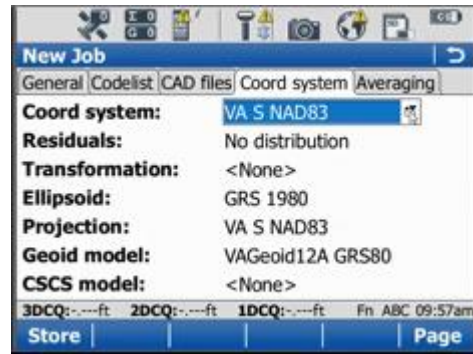 New Job
General Codelist CAD files Coord system Averaging
Coord system: VA S NAD83
Residuals: No distribution
Transformation: <None>
Ellipsoid: GRS 1980
Projection: VA S NAD83
Geoid model: VAGeoid12A GRS80
CSCS model: <None>
3DCQ:-.---ft 2DCQ:-.---ft 1DCQ:-.---ft Fn ABC 09:57am
Store Page